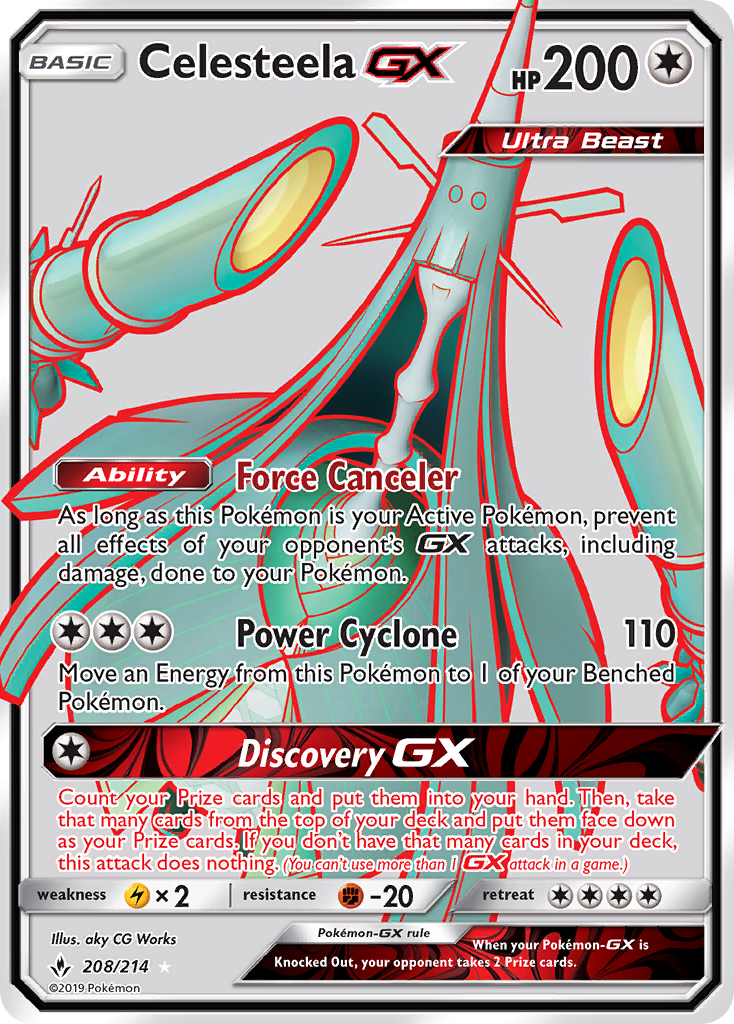 BASIC Celesteela GX HP 200
Ultra Beast
Ability Force Canceler
As long as this Pokémon is your Active Pokémon, prevent
all effects of your opponent's GX attacks, including
damage, done to your Pokémon.
Power Cyclone 110
Move an Energy from this Pokémon to 1 of your Benched
Pokémon.
Discovery GX
Count your Prize cards and put them into your hand. Then, take
that many cards from the top of your deck and put them face down
as your Prize cards. If you don't have that many cards in your deck,
this attack does nothing. (You can't use more than 1 GX attack in a game.)
weakness × 2 resistance -20 retreat
Illus. aky CG Works
208/214
©2019 Pokémon
Pokémon-GX rule
When your Pokémon-GX is
Knocked Out, your opponent takes 2 Prize cards.